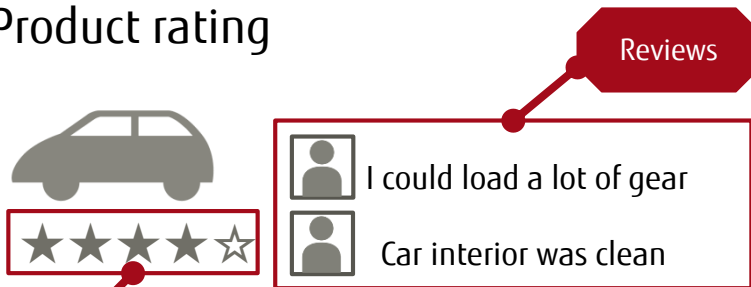 Product rating
Reviews
I could load a lot of gear
Car interior was clean